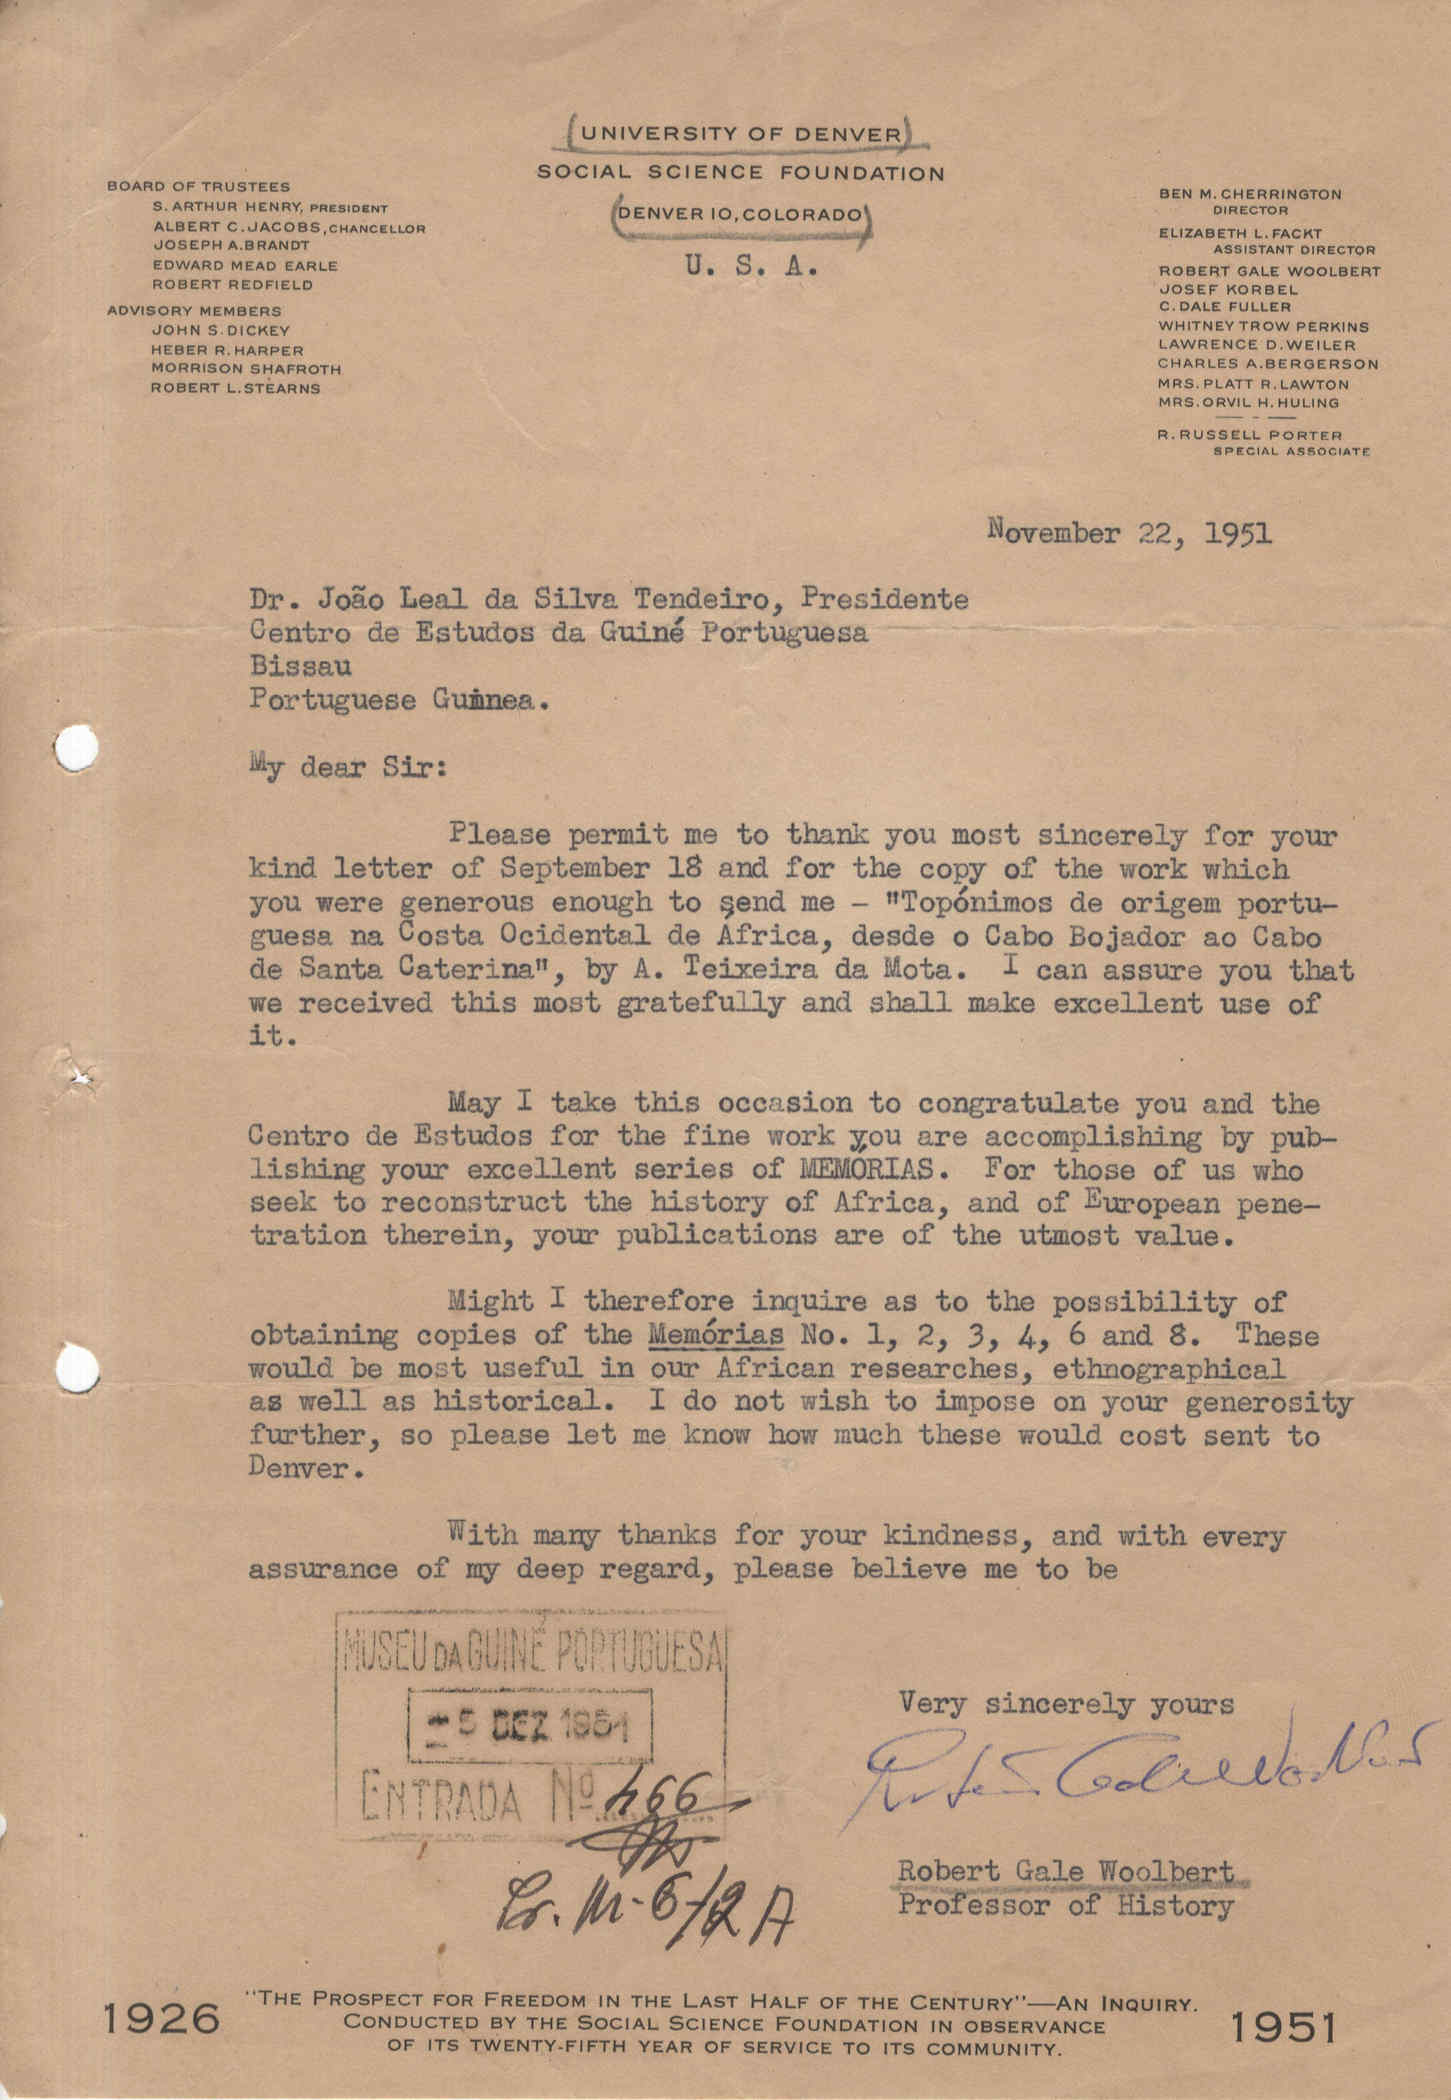 UNIVERSITY OF DENVER
SOCIAL SCIENCE FOUNDATION
DENVER 10, COLORADO
U. S. A.
BOARD OF TRUSTEES
S. ARTHUR HENRY, PRESIDENT
ALBERT C. JACOBS, CHANCELLOR
JOSEPH A. BRANDT
EDWARD MEAD EARLE
ROBERT REDFIELD
ADVISORY MEMBERS
JOHN S. DICKEY
HEBER R. HARPER
MORRISON SHAFROTH
ROBERT L. STEARNS
BEN M. CHERRINGTON
DIRECTOR
ELIZABETH L. FACKT
ASSISTANT DIRECTOR
ROBERT GALE WOOLBERT
JOSEF KORBEL
C. DALE FULLER
WHITNEY TROW PERKINS
LAWRENCE D. WEILER
CHARLES A. BERGERSON
MRS. PLATT R. LAWTON
MRS. ORVIL H. HULING
R. RUSSELL PORTER
SPECIAL ASSOCIATE
November 22, 1951
Dr. João Leal da Silva Tendeiro, Presidente
Centro de Estudos da Guiné Portuguesa
Bissau
Portuguese Guinea.
My dear Sir:
Please permit me to thank you most sincerely for your
kind letter of September 18 and for the copy of the work which
you were generous enough to send me - "Topónimos de origem portu-
guesa na Costa Ocidental de África, desde o Cabo Bojador ao Cabo
de Santa Caterina", by A. Teixeira da Mota. I can assure you that
we received this most gratefully and shall make excellent use of
it.
May I take this occasion to congratulate you and the
Centro de Estudos for the fine work you are accomplishing by pub-
lishing your excellent series of MEMORIAS. For those of us who
seek to reconstruct the history of Africa, and of European pene-
tration therein, your publications are of the utmost value.
Might I therefore inquire as to the possibility of
obtaining copies of the Memórias No. 1, 2, 3, 4, 6 and 8. These
would be most useful in our African researches, ethnographical
as well as historical. I do not wish to impose on your generosity
further, so please let me know how much these would cost sent to
Denver.
With many thanks for your kindness, and with every
assurance of my deep regard, please believe me to be
MUSEU DA GUINÉ PORTUGUESA
-5 DEZ 1951
ENTRADA Nº 466
Very sincerely yours
Robert Gale Woolbert
Robert Gale Woolbert
Professor of History
1926
"THE PROSPECT FOR FREEDOM IN THE LAST HALF OF THE CENTURY"—AN INQUIRY.
CONDUCTED BY THE SOCIAL SCIENCE FOUNDATION IN OBSERVANCE
OF ITS TWENTY-FIFTH YEAR OF SERVICE TO ITS COMMUNITY.
1951